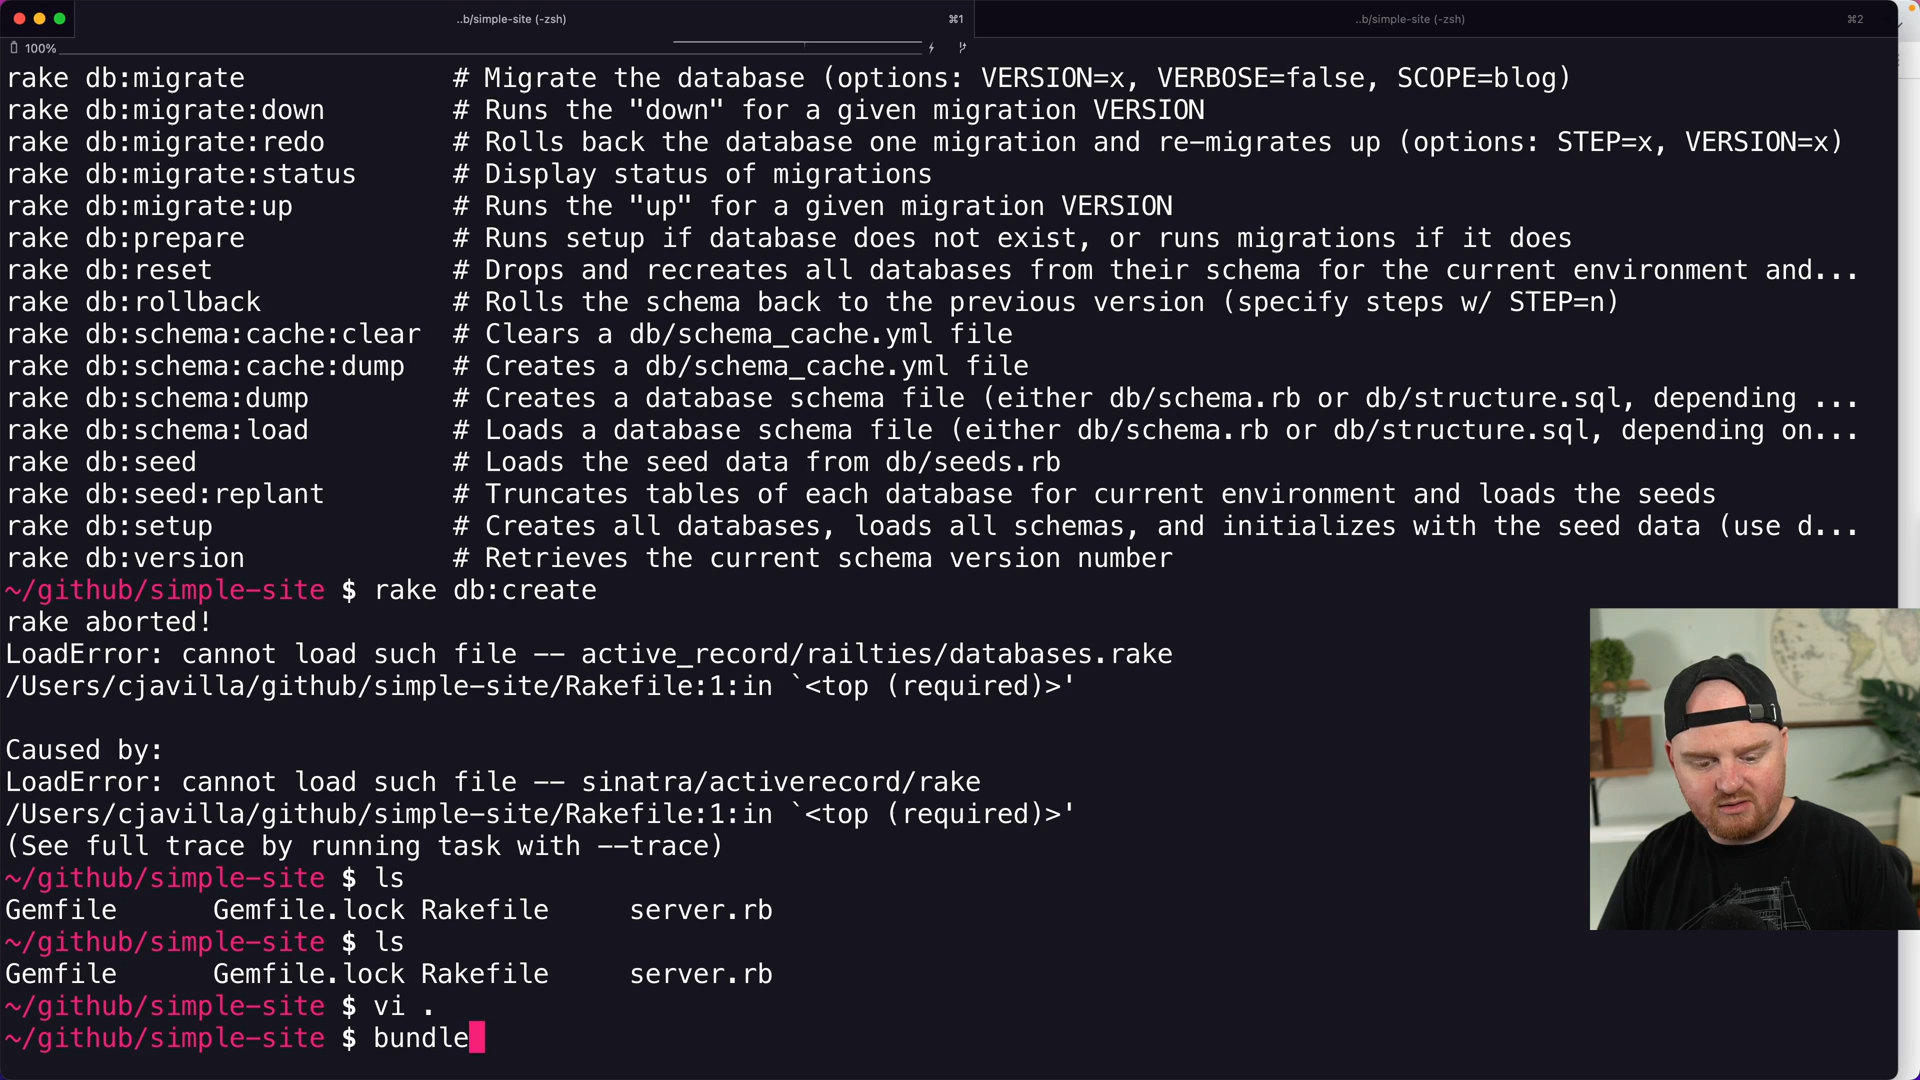 ..b/simple-site (-zsh)
⌘1
..b/simple-site (-zsh)
⌘2
100%
rake db:migrate # Migrate the database (options: VERSION=x, VERBOSE=false, SCOPE=blog)
rake db:migrate:down # Runs the "down" for a given migration VERSION
rake db:migrate:redo # Rolls back the database one migration and re-migrates up (options: STEP=x, VERSION=x)
rake db:migrate:status # Display status of migrations
rake db:migrate:up # Runs the "up" for a given migration VERSION
rake db:prepare # Runs setup if database does not exist, or runs migrations if it does
rake db:reset # Drops and recreates all databases from their schema for the current environment and...
rake db:rollback # Rolls the schema back to the previous version (specify steps w/ STEP=n)
rake db:schema:cache:clear # Clears a db/schema_cache.yml file
rake db:schema:cache:dump # Creates a db/schema_cache.yml file
rake db:schema:dump # Creates a database schema file (either db/schema.rb or db/structure.sql, depending ...
rake db:schema:load # Loads a database schema file (either db/schema.rb or db/structure.sql, depending on...
rake db:seed # Loads the seed data from db/seeds.rb
rake db:seed:replant # Truncates tables of each database for current environment and loads the seeds
rake db:setup # Creates all databases, loads all schemas, and initializes with the seed data (use d...
rake db:version # Retrieves the current schema version number
~/github/simple-site $ rake db:create
rake aborted!
LoadError: cannot load such file -- active_record/railties/databases.rake
/Users/cjavilla/github/simple-site/Rakefile:1:in `<top (required)>'
Caused by:
LoadError: cannot load such file -- sinatra/activerecord/rake
/Users/cjavilla/github/simple-site/Rakefile:1:in `<top (required)>'
(See full trace by running task with --trace)
~/github/simple-site $ ls
Gemfile Gemfile.lock Rakefile server.rb
~/github/simple-site $ ls
Gemfile Gemfile.lock Rakefile server.rb
~/github/simple-site $ vi .
~/github/simple-site $ bundle